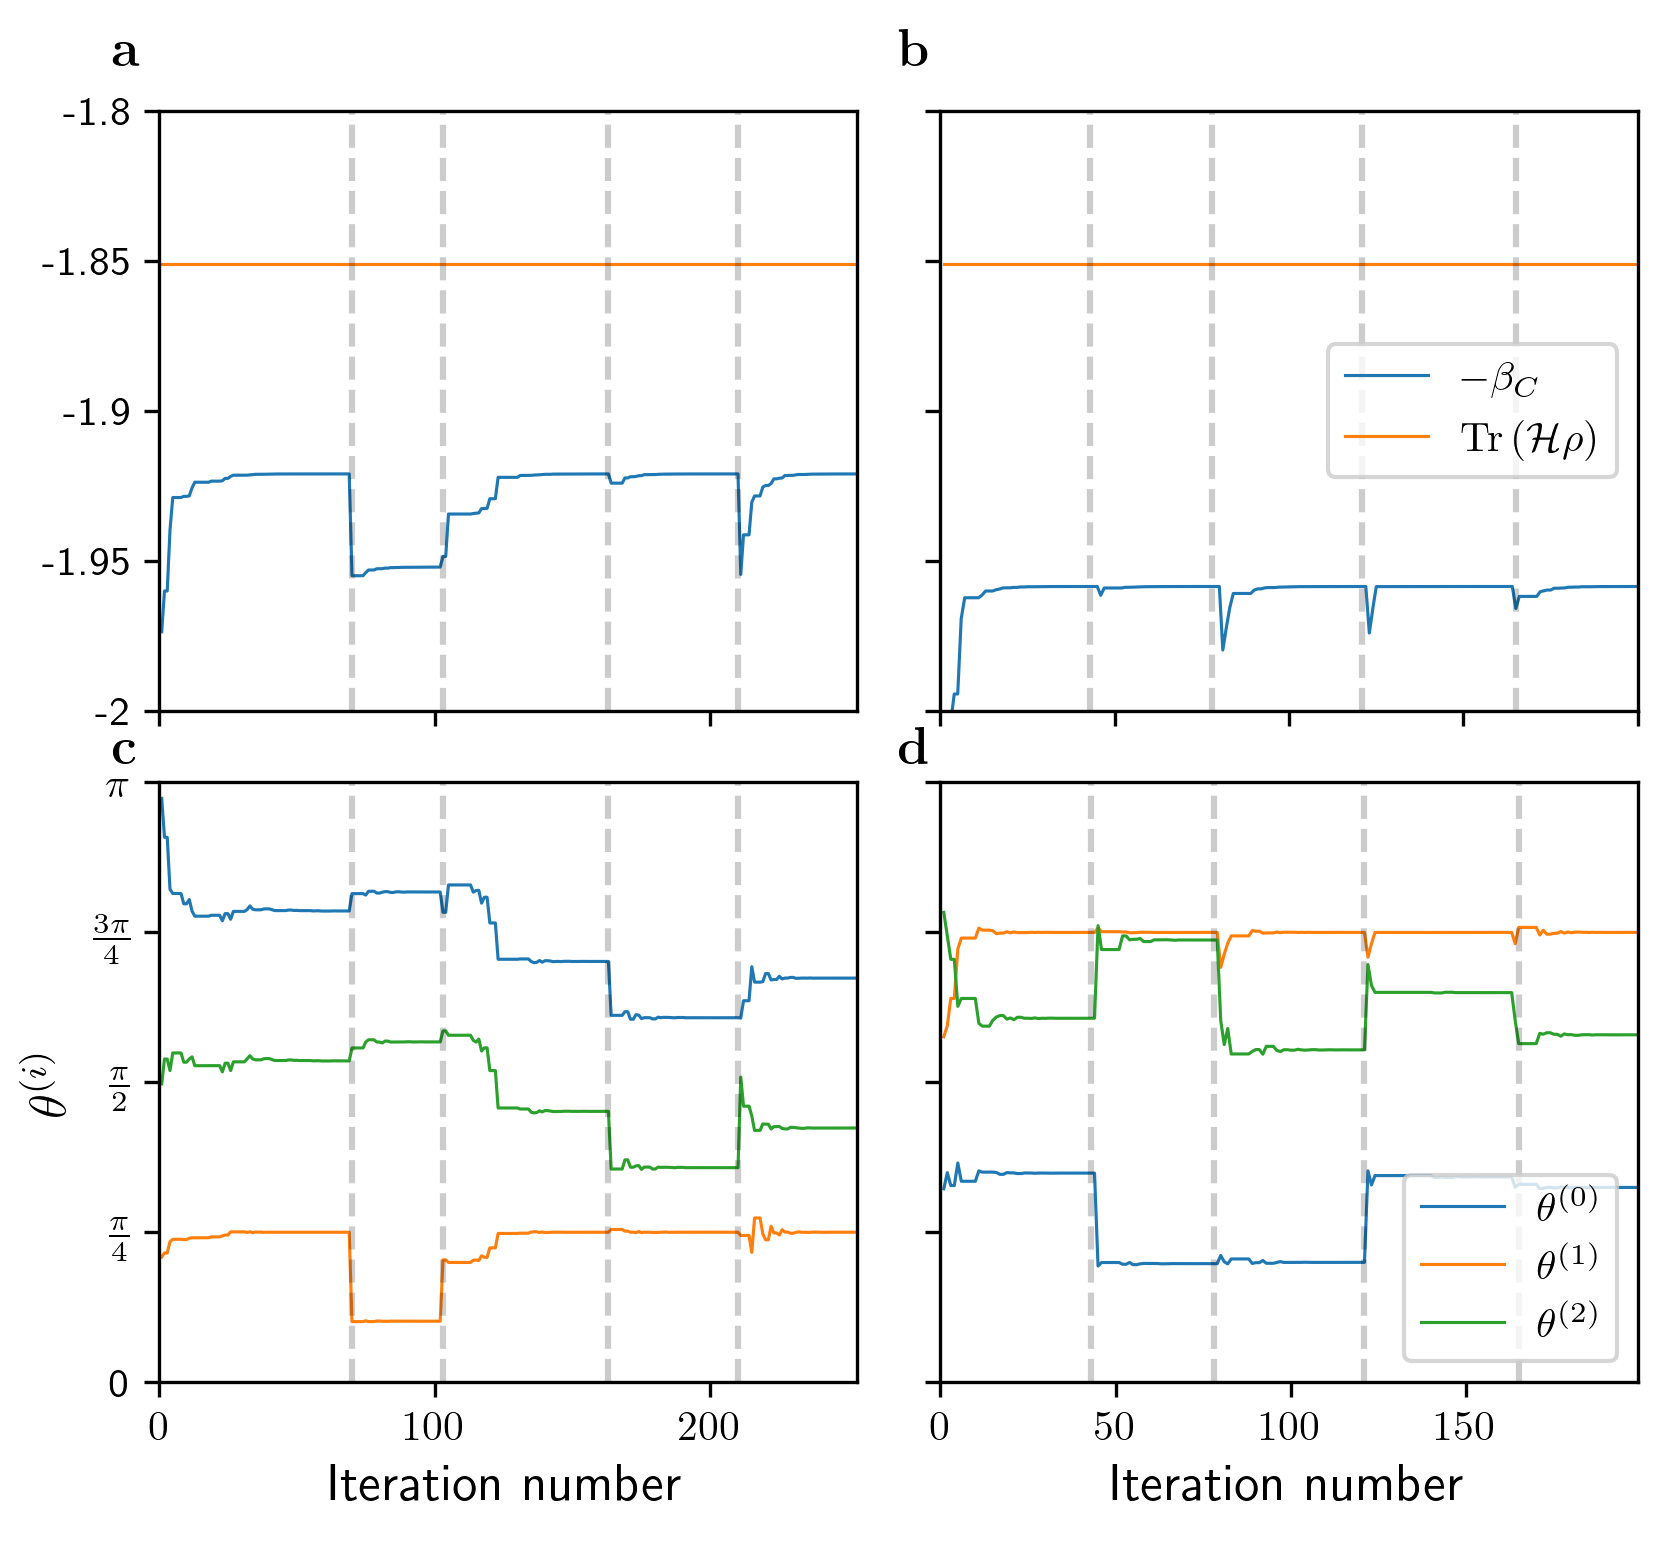 a
b
-1.8
-1.85
-1.9
-1.95
-2
−β_C
Tr (ℋρ)
c
d
π
3π/4
π/2
π/4
0
θ^(i)
θ^(0)
θ^(1)
θ^(2)
0 100 200
0 50 100 150
Iteration number
Iteration number